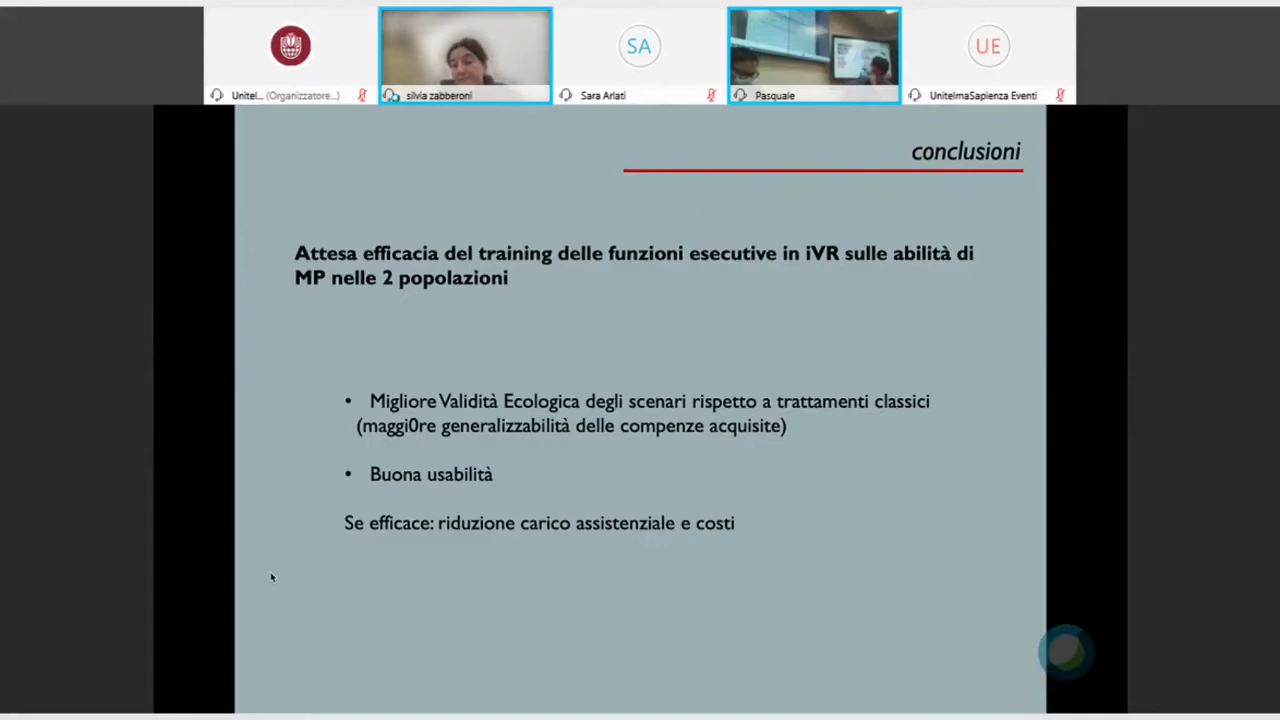 SA
UE
Unitel... (Organizzatore...)
silvia zabberoni
Sara Arlati
Pasquale
UnitelmaSapienza Eventi
conclusioni
Attesa efficacia del training delle funzioni esecutive in iVR sulle abilità di
MP nelle 2 popolazioni
• Migliore Validità Ecologica degli scenari rispetto a trattamenti classici
(maggi0re generalizzabilità delle compenze acquisite)
• Buona usabilità
Se efficace: riduzione carico assistenziale e costi